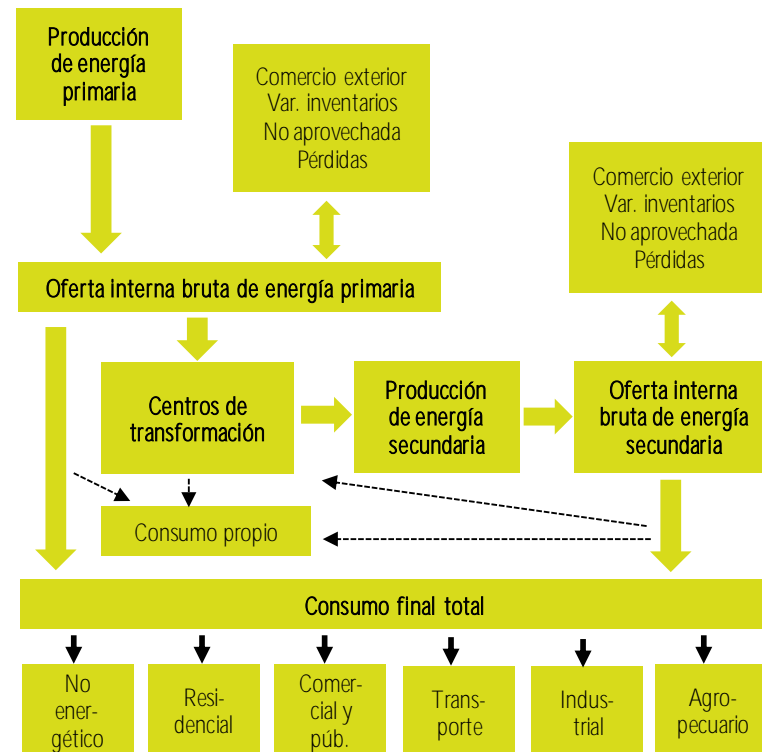 Producción
de energía
primaria
Comercio exterior
Var. inventarios
No aprovechada
Pérdidas
Comercio exterior
Var. inventarios
No aprovechada
Pérdidas
Oferta interna bruta de energía primaria
Centros de
transformación
Producción
de energía
secundaria
Oferta interna
bruta de energía
secundaria
Consumo propio
Consumo final total
No
ener-
gético
Resi-
dencial
Comer-
cial y
púb.
Trans-
porte
Indus-
trial
Agro-
pecuario